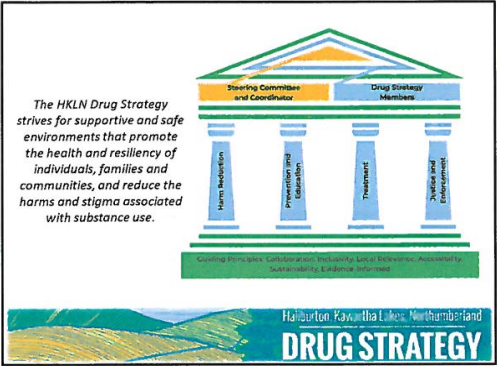 The HKLN Drug Strategy
strives for supportive and safe
environments that promote
the health and resiliency of
individuals, families and
communities, and reduce the
harms and stigma associated
with substance use.
Steering Committee
and Coordinator
Drug Strategy
Members
Harm Reduction
Prevention and
Education
Treatment
Justice and
Enforcement
Guiding Principles: Collaboration, Inclusivity, Local Relevance, Accessibility,
Sustainability, Evidence Informed
Haliburton, Kawartha Lakes, Northumberland
DRUG STRATEGY